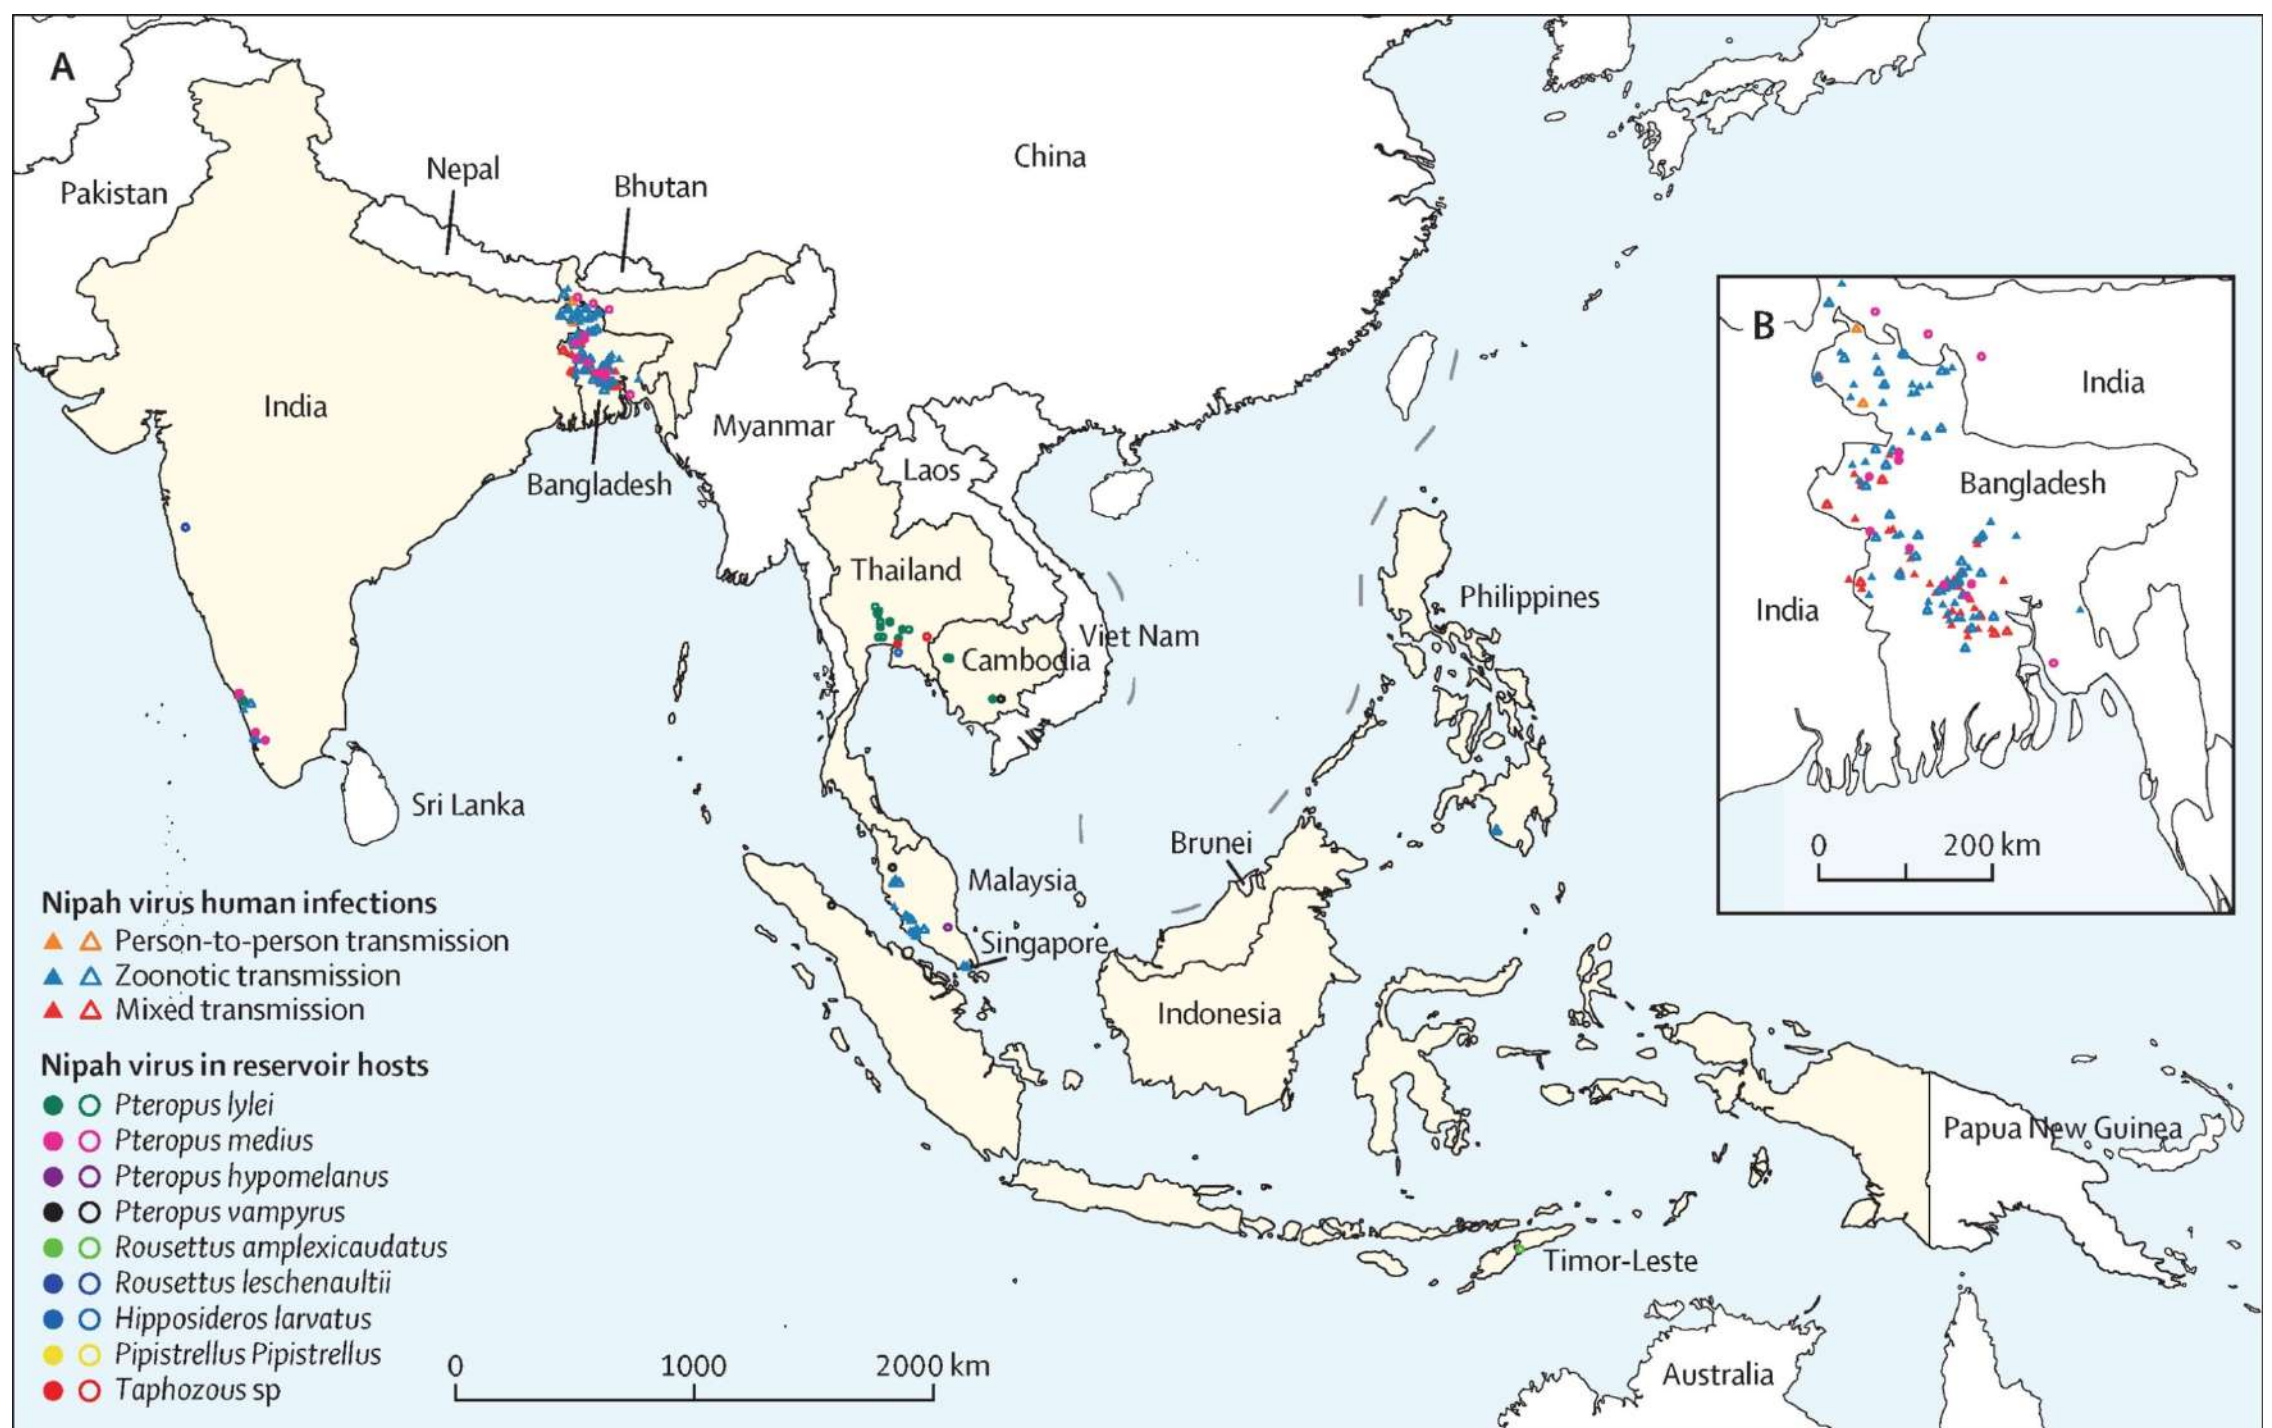 A
Nepal
Bhutan
China
Pakistan
B
India
India
Myanmar
Laos
Bangladesh
Bangladesh
Thailand
Philippines
India
Viet Nam
Cambodia
Sri Lanka
Brunei
0 200 km
Malaysia
Singapore
Indonesia
Papua New Guinea
Timor-Leste
Australia
Nipah virus human infections
Person-to-person transmission
Zoonotic transmission
Mixed transmission
Nipah virus in reservoir hosts
Pteropus lylei
Pteropus medius
Pteropus hypomelanus
Pteropus vampyrus
Rousettus amplexicaudatus
Rousettus leschenaultii
Hipposideros larvatus
Pipistrellus Pipistrellus
Taphozous sp
0 1000 2000 km